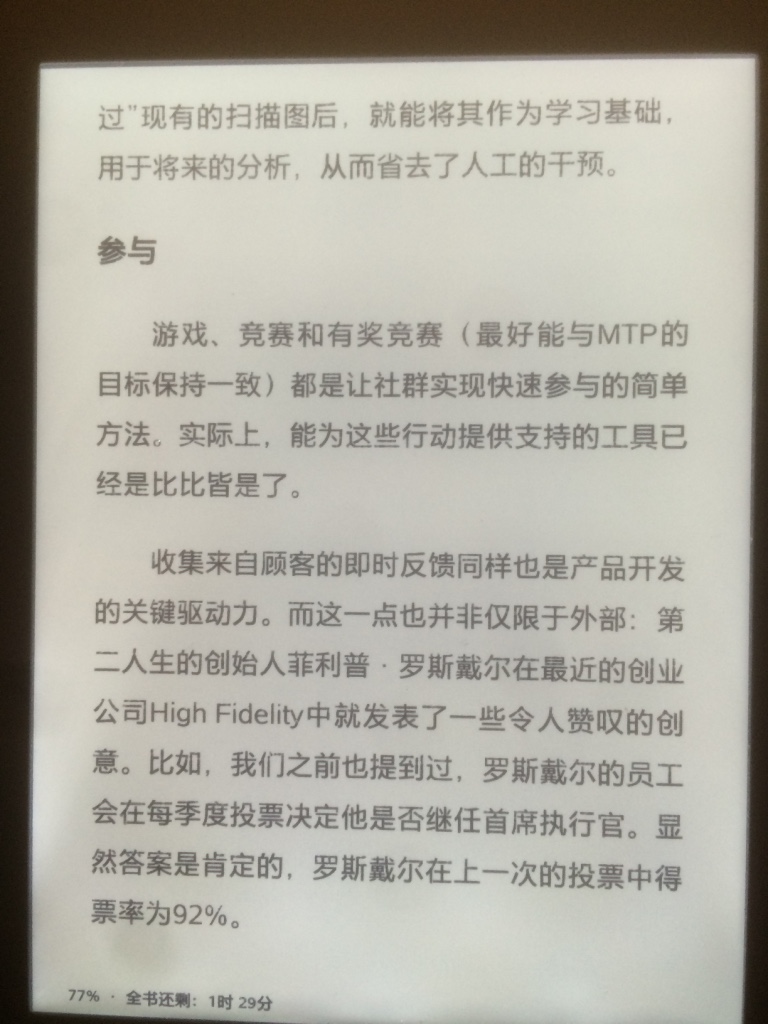 过”现有的扫描图后，就能将其作为学习基础，
用于将来的分析，从而省去了人工的干预。
参与
游戏、竞赛和有奖竞赛（最好能与MTP的
目标保持一致）都是让社群实现快速参与的简单
方法。实际上，能为这些行动提供支持的工具已
经是比比皆是了。
收集来自顾客的即时反馈同样也是产品开发
的关键驱动力。而这一点也并非仅限于外部：第
二人生的创始人菲利普·罗斯戴尔在最近的创业
公司High Fidelity中就发表了一些令人赞叹的创
意。比如，我们之前也提到过，罗斯戴尔的员工
会在每季度投票决定他是否继任首席执行官。显
然答案是肯定的，罗斯戴尔在上一次的投票中得
票率为92%。
77% · 全书还剩：1时 29分